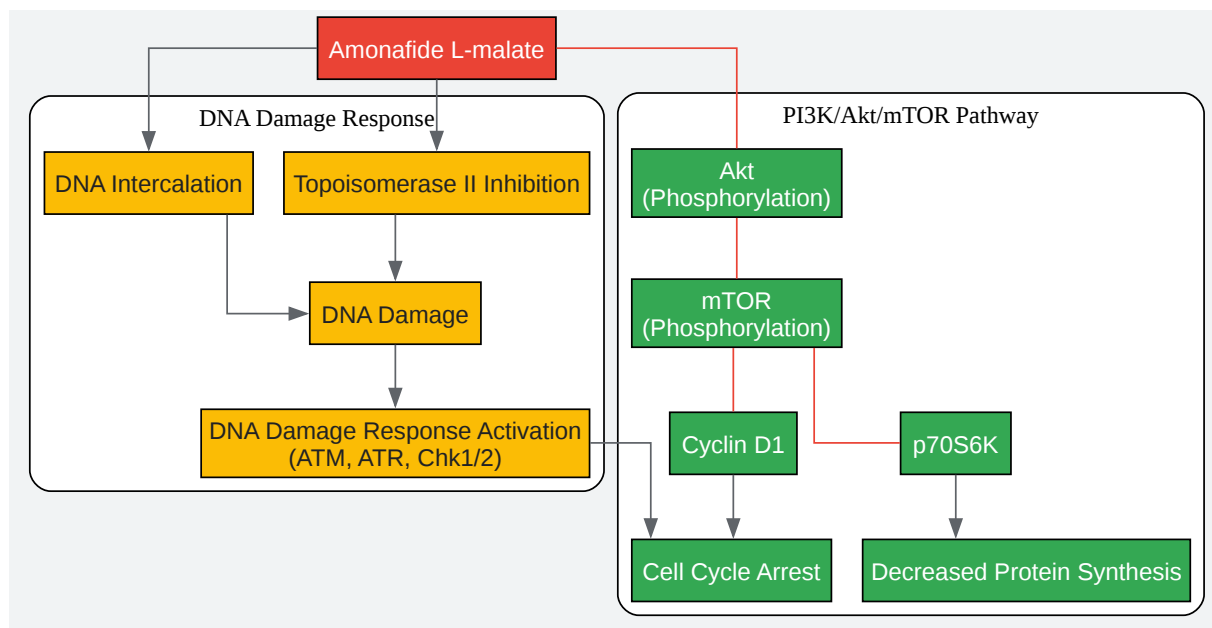 Amonafide L-malate
DNA Damage Response
PI3K/Akt/mTOR Pathway
DNA Intercalation
Topoisomerase II Inhibition
Akt
(Phosphorylation)
DNA Damage
mTOR
(Phosphorylation)
DNA Damage Response Activation
(ATM, ATR, Chk1/2)
Cyclin D1
p70S6K
Cell Cycle Arrest
Decreased Protein Synthesis